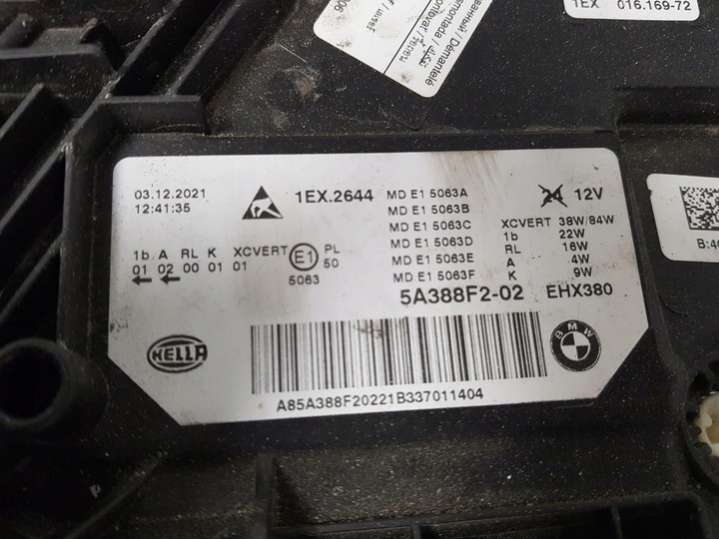 1EX 016.169-72
Démantelé
03.12.2021
12:41:35
1EX.2644
MD E1 5063A
MD E1 5063B
MD E1 5063C
MD E1 5063D
MD E1 5063E
MD E1 5063F
24 12V
XCVERT 38W/84W
1b 22W
RL 16W
A 4W
K 9W
1b A RL K XCVERT
01 02 00 01 01
E1
5063
PL
50
5A388F2-02 EHX380
HELLA
BMW
A85A388F20221B337011404